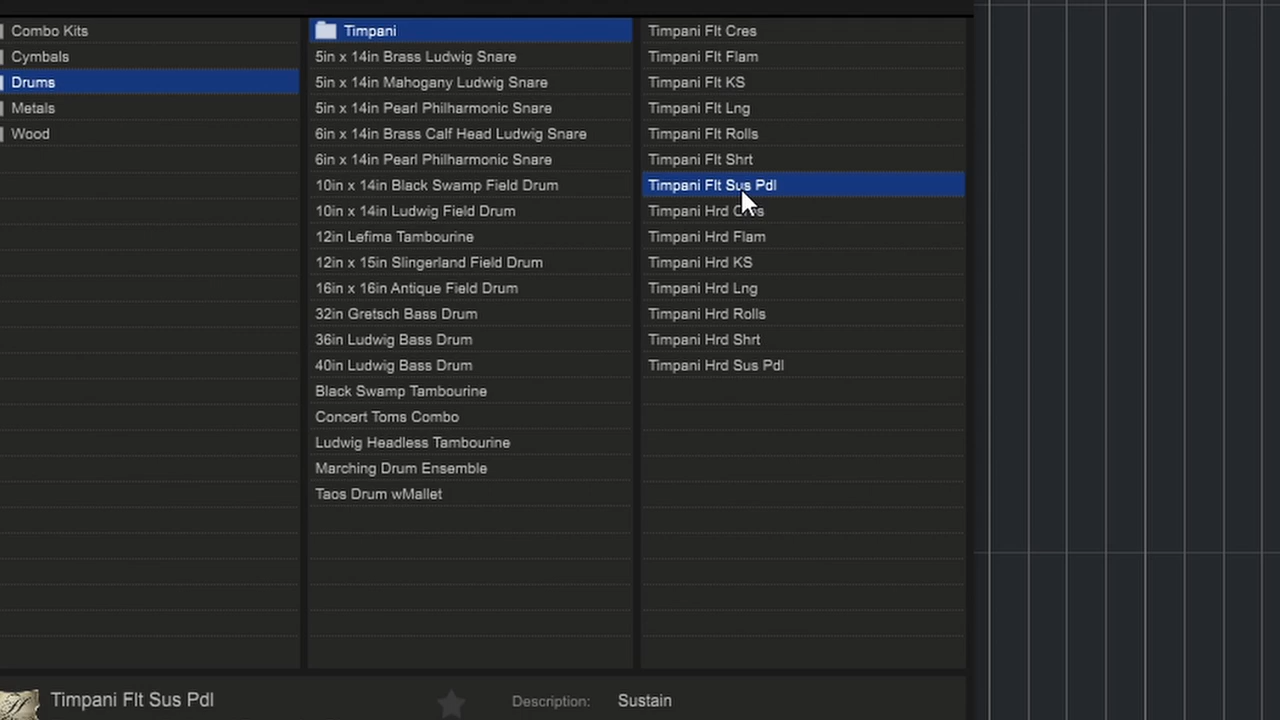 Combo Kits
Cymbals
Drums
Metals
Wood
Timpani
5in x 14in Brass Ludwig Snare
5in x 14in Mahogany Ludwig Snare
5in x 14in Pearl Philharmonic Snare
6in x 14in Brass Calf Head Ludwig Snare
6in x 14in Pearl Philharmonic Snare
10in x 14in Black Swamp Field Drum
10in x 14in Ludwig Field Drum
12in Lefima Tambourine
12in x 15in Slingerland Field Drum
16in x 16in Antique Field Drum
32in Gretsch Bass Drum
36in Ludwig Bass Drum
40in Ludwig Bass Drum
Black Swamp Tambourine
Concert Toms Combo
Ludwig Headless Tambourine
Marching Drum Ensemble
Taos Drum wMallet
Timpani Flt Cres
Timpani Flt Flam
Timpani Flt KS
Timpani Flt Lng
Timpani Flt Rolls
Timpani Flt Shrt
Timpani Flt Sus Pdl
Timpani Hrd Cres
Timpani Hrd Flam
Timpani Hrd KS
Timpani Hrd Lng
Timpani Hrd Rolls
Timpani Hrd Shrt
Timpani Hrd Sus Pdl
Timpani Flt Sus Pdl
Description: Sustain